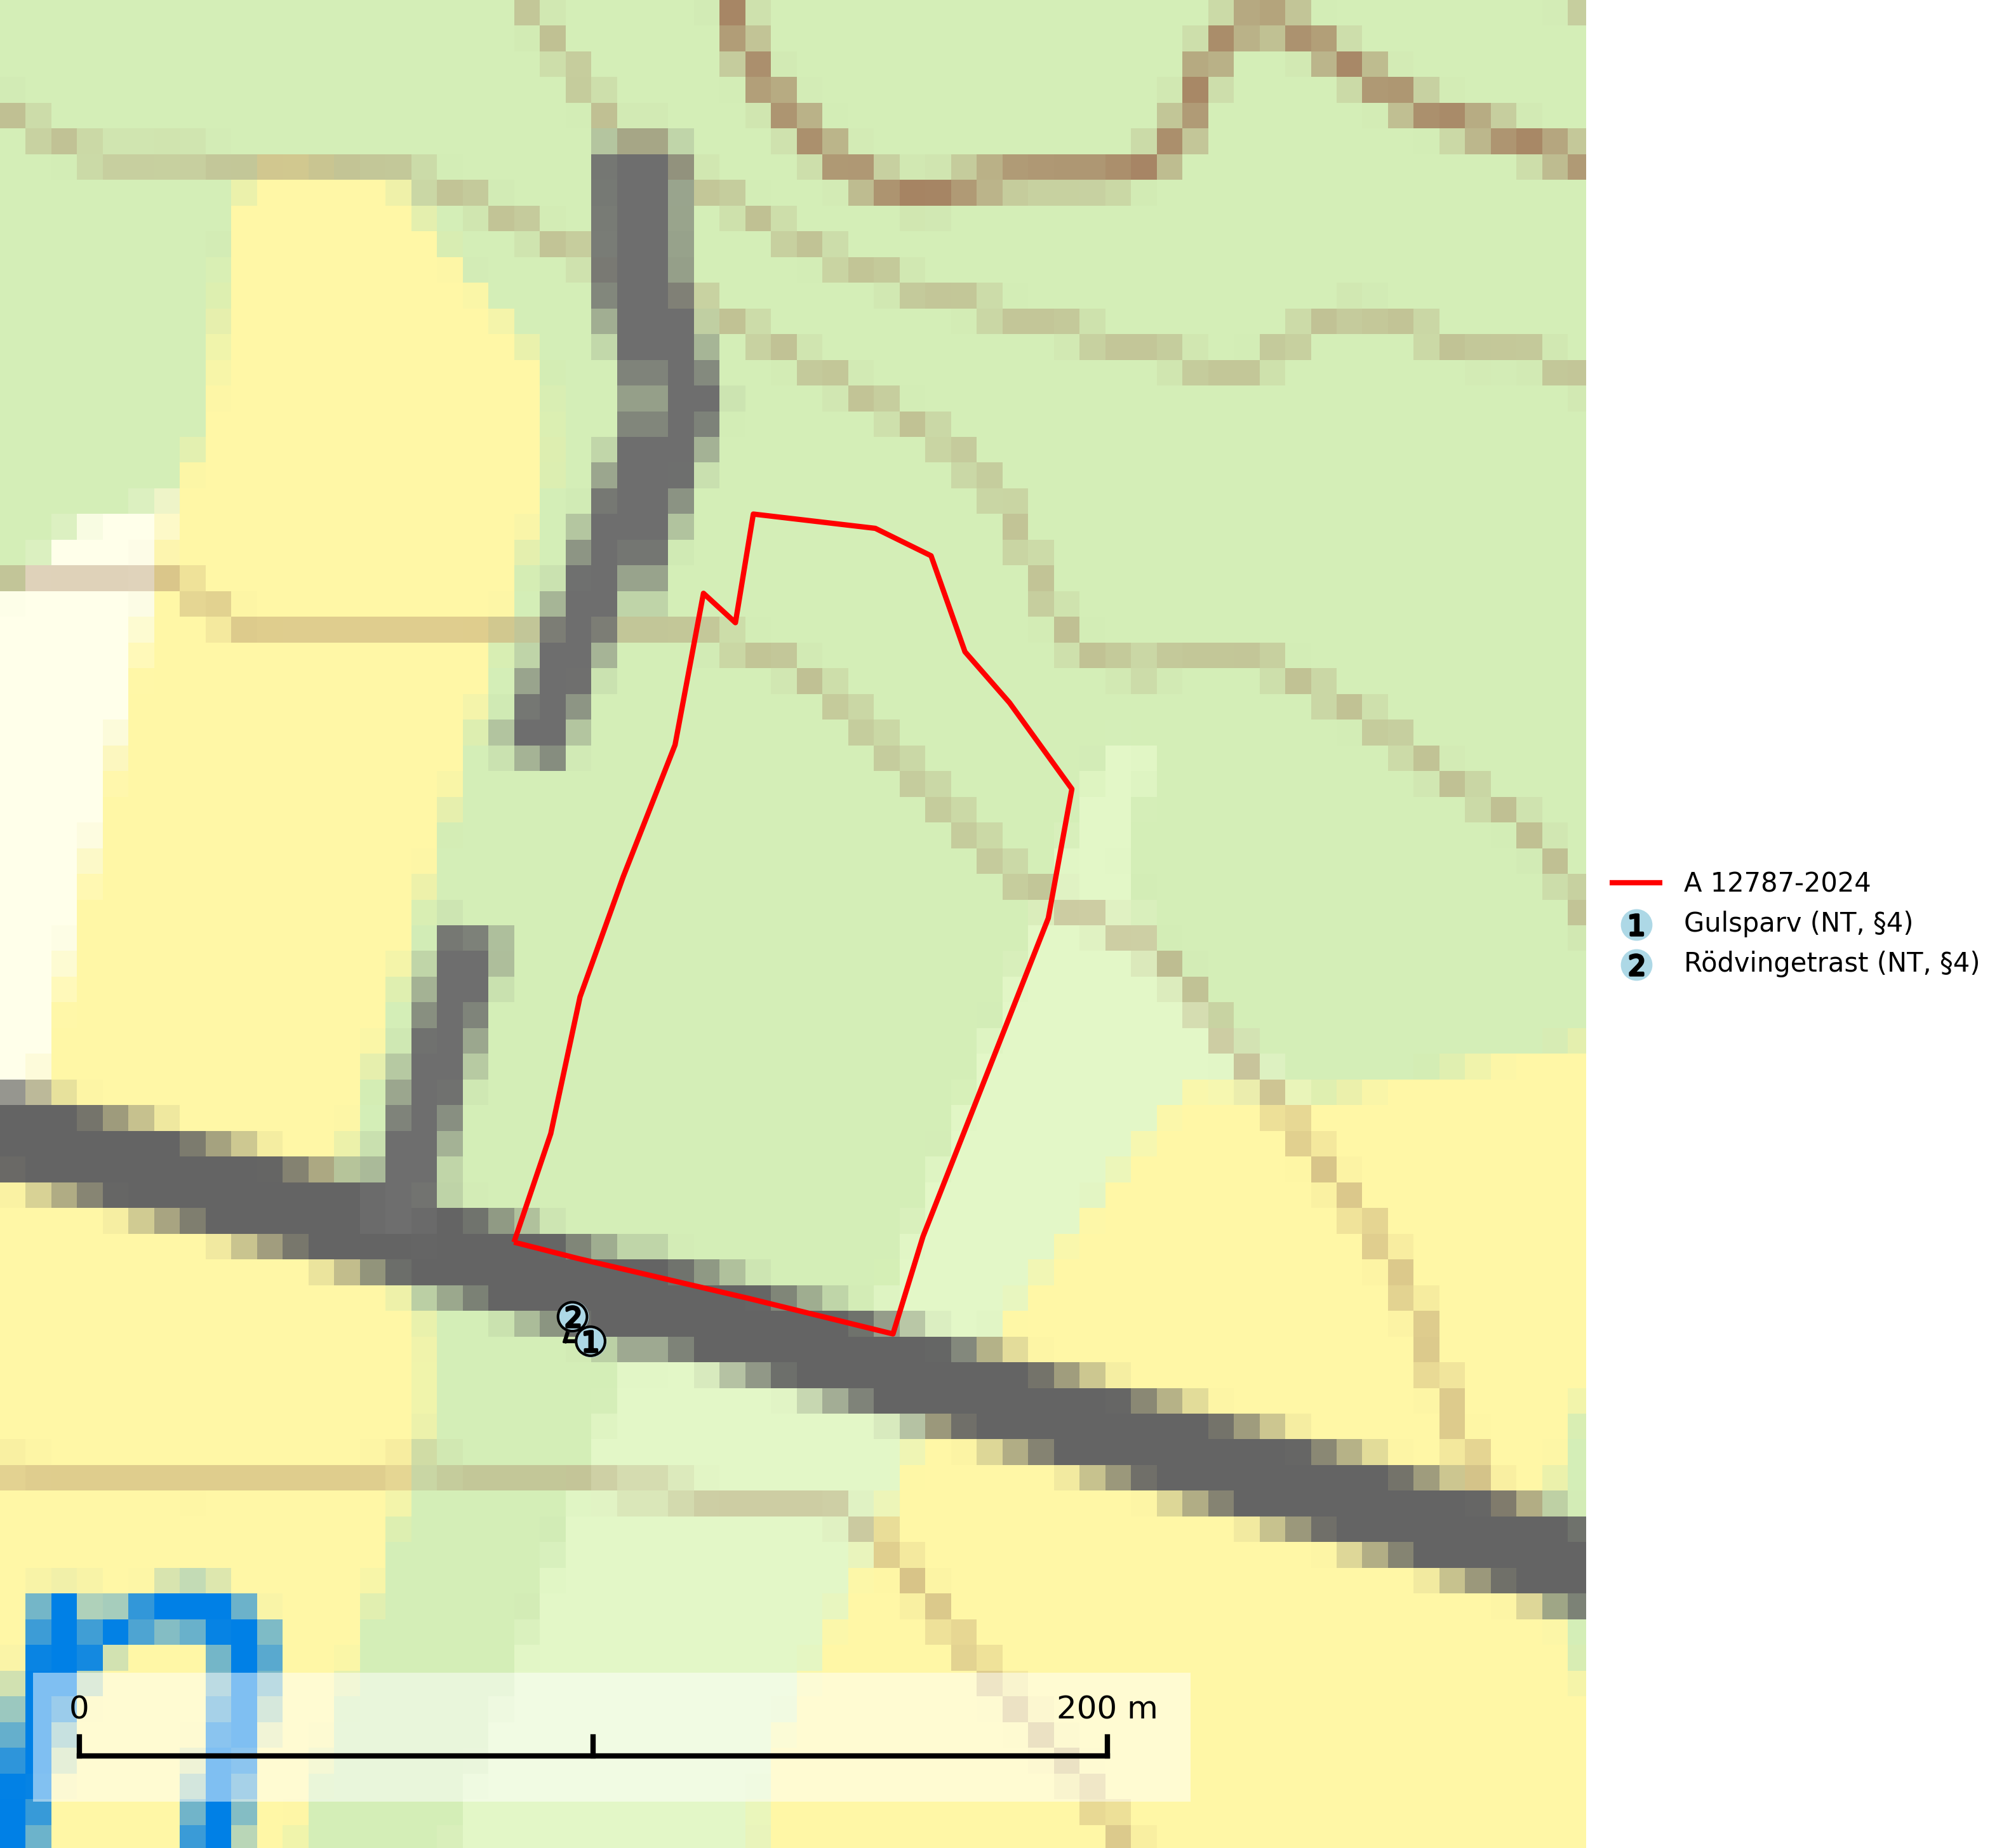 A 12787-2024
1 Gulsparv (NT, §4)
2 Rödvingetrast (NT, §4)
2
1
0 200 m